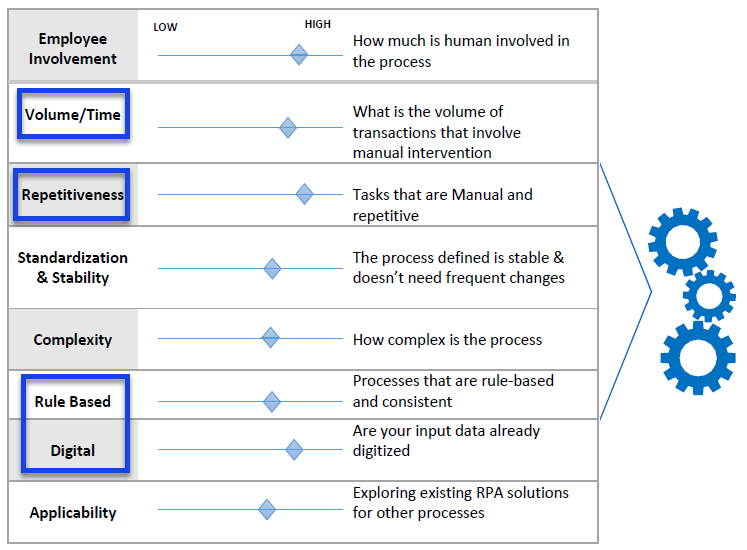 LOW
HIGH
Employee
Involvement
How much is human involved in
the process
Volume/Time
What is the volume of
transactions that involve
manual intervention
Repetitiveness
Tasks that are Manual and
repetitive
Standardization
& Stability
The process defined is stable &
doesn’t need frequent changes
Complexity
How complex is the process
Rule Based
Processes that are rule-based
and consistent
Digital
Are your input data already
digitized
Applicability
Exploring existing RPA solutions
for other processes